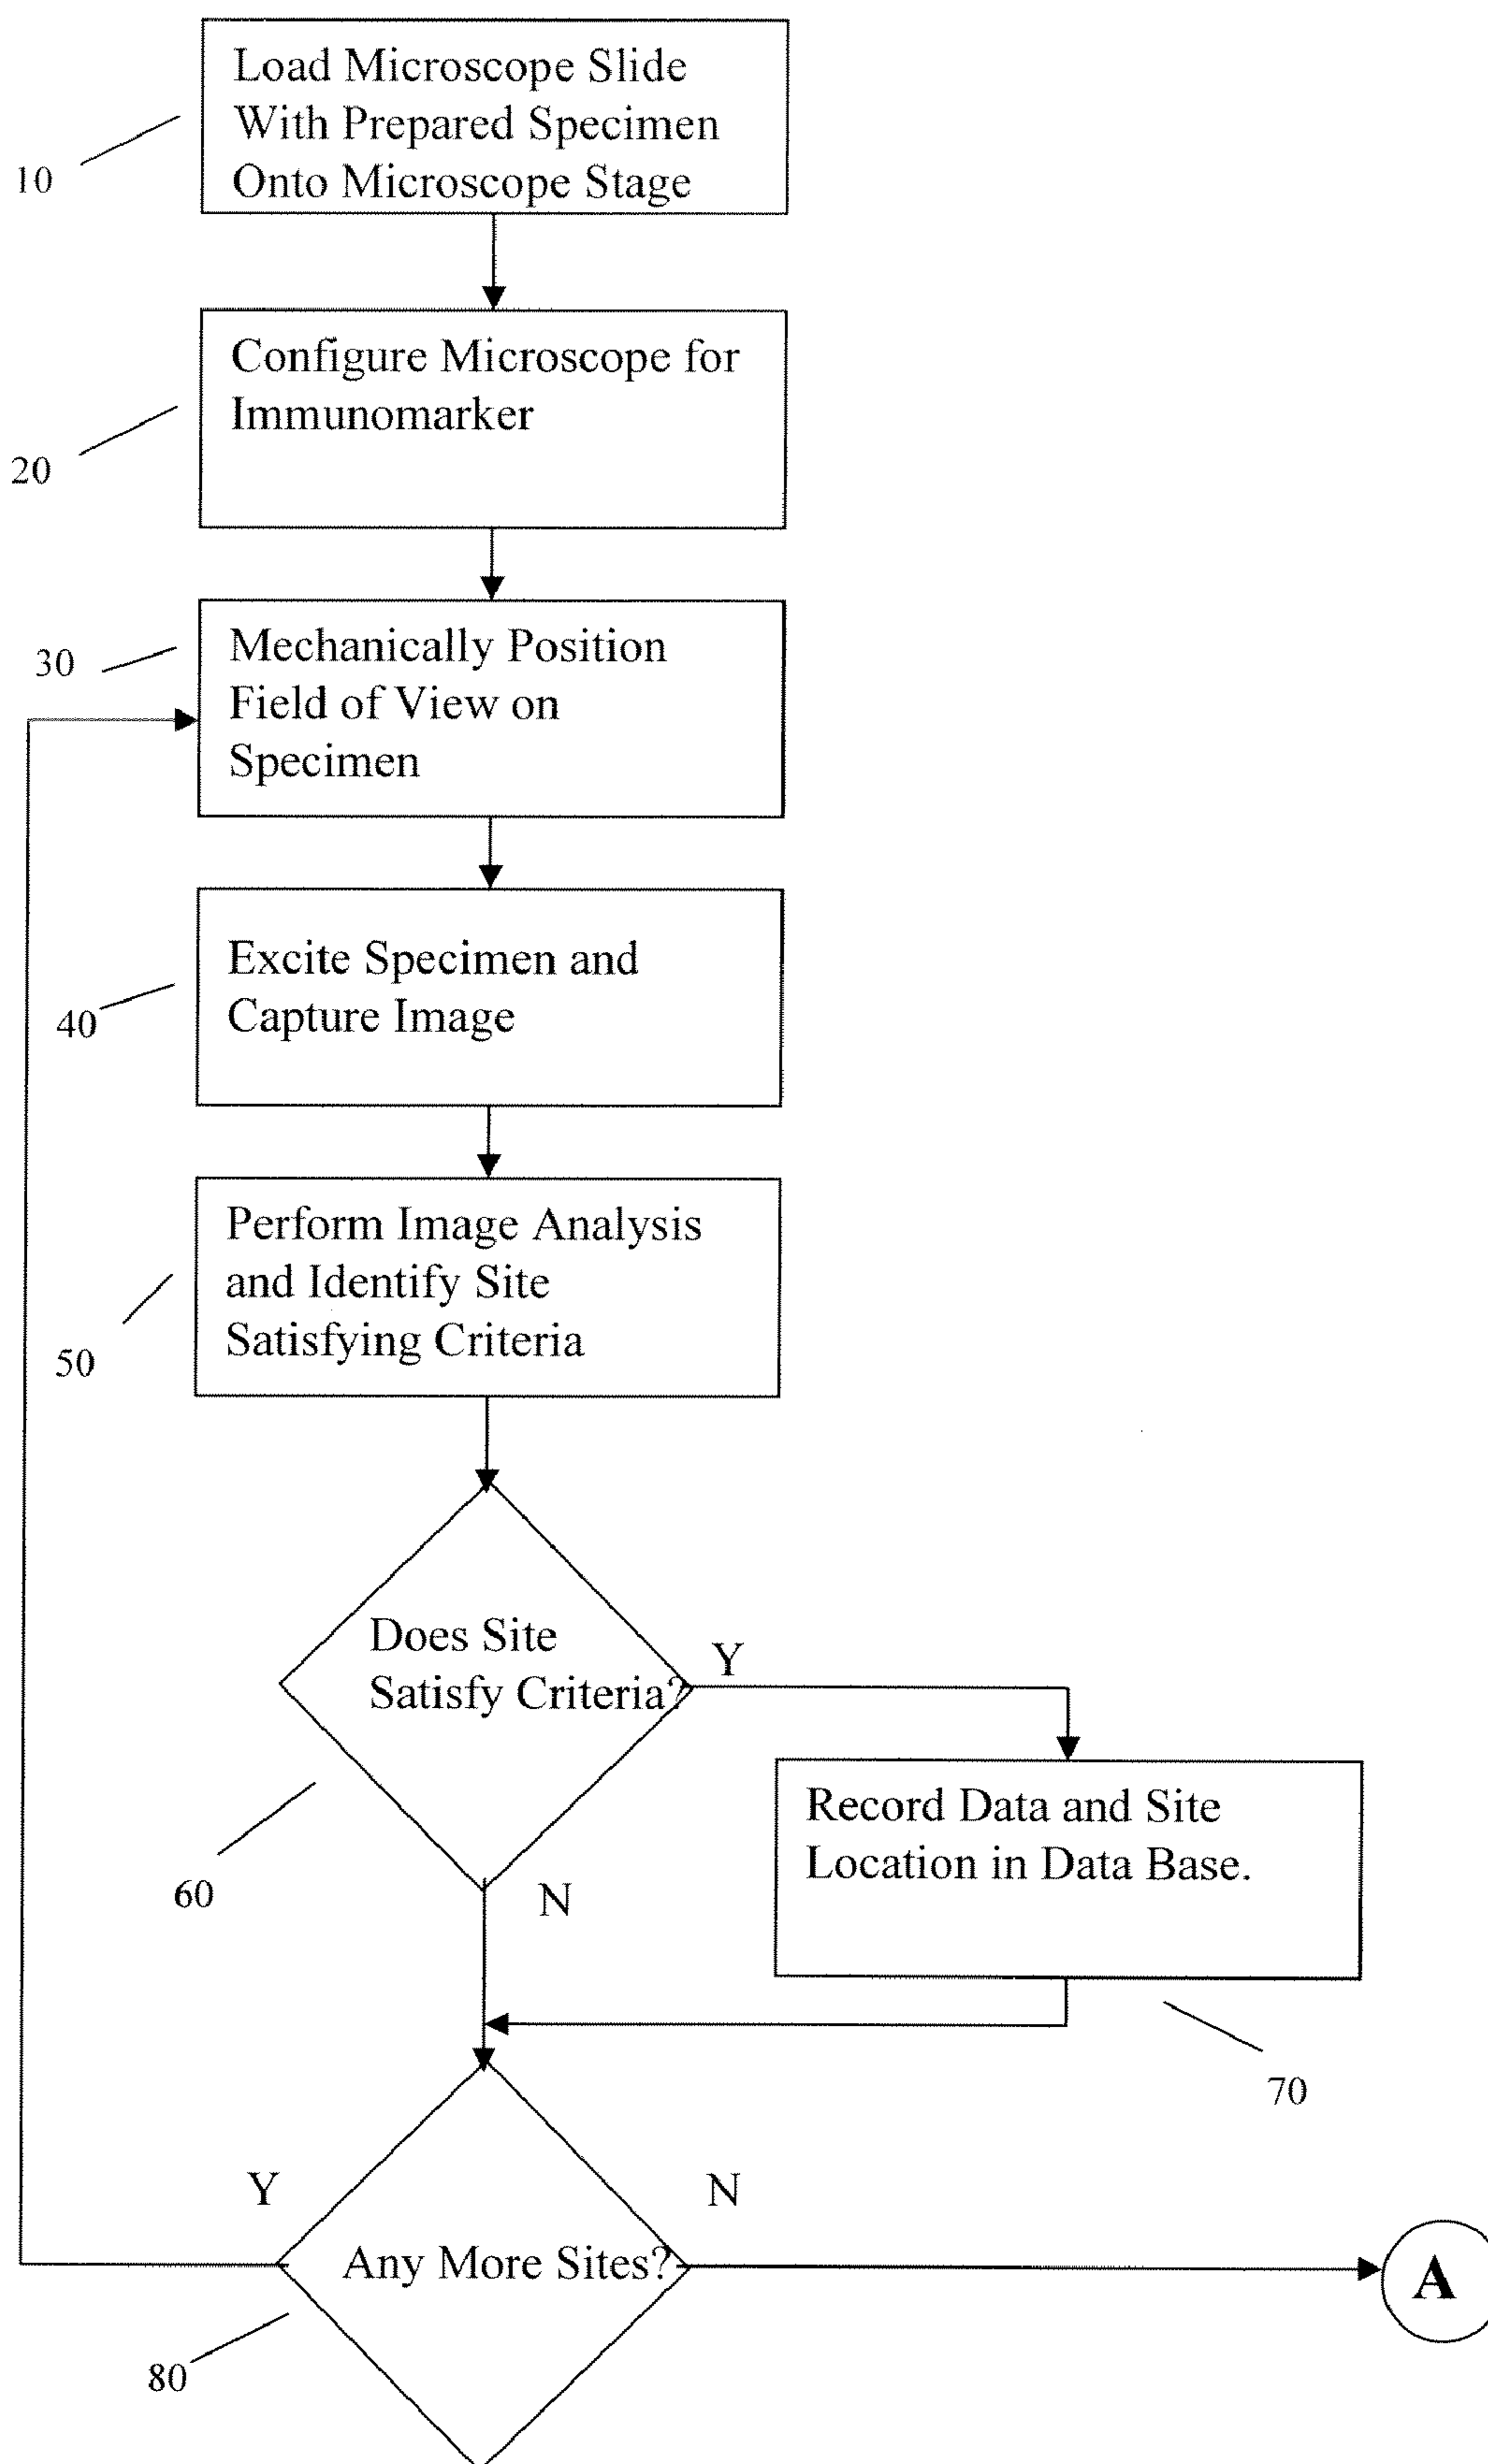 Load Microscope Slide
With Prepared Specimen
Onto Microscope Stage
10
Configure Microscope for
Immunomarker
20
Mechanically Position
Field of View on
Specimen
30
Excite Specimen and
Capture Image
40
Perform Image Analysis
and Identify Site
Satisfying Criteria
50
Does Site
Satisfy Criteria?
Y
60
N
Record Data and Site
Location in Data Base.
70
Y
N
Any More Sites?
A
80